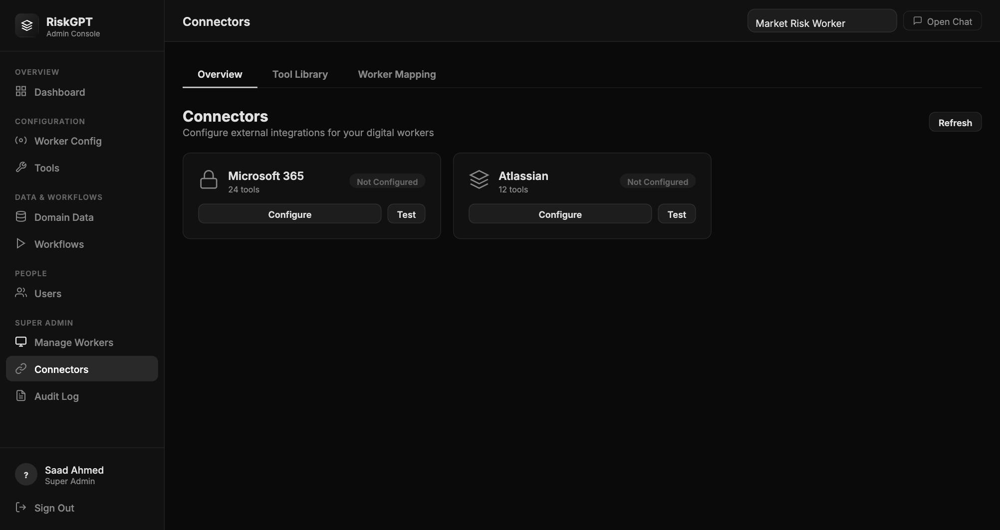 RiskGPT
Admin Console
OVERVIEW
Dashboard
CONFIGURATION
Worker Config
Tools
DATA & WORKFLOWS
Domain Data
Workflows
PEOPLE
Users
SUPER ADMIN
Manage Workers
Connectors
Audit Log
?
Saad Ahmed
Super Admin
Sign Out
Connectors
Market Risk Worker
Open Chat
Overview
Tool Library
Worker Mapping
Connectors
Configure external integrations for your digital workers
Refresh
Microsoft 365
24 tools
Not Configured
Configure
Test
Atlassian
12 tools
Not Configured
Configure
Test